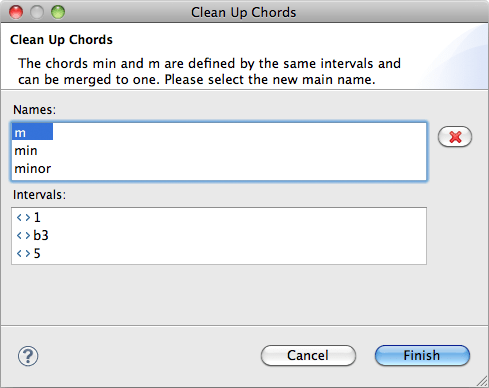 Clean Up Chords
Clean Up Chords
The chords min and m are defined by the same intervals and
can be merged to one. Please select the new main name.
Names:
m
min
minor
Intervals:
<> 1
<> b3
<> 5
?
Cancel
Finish